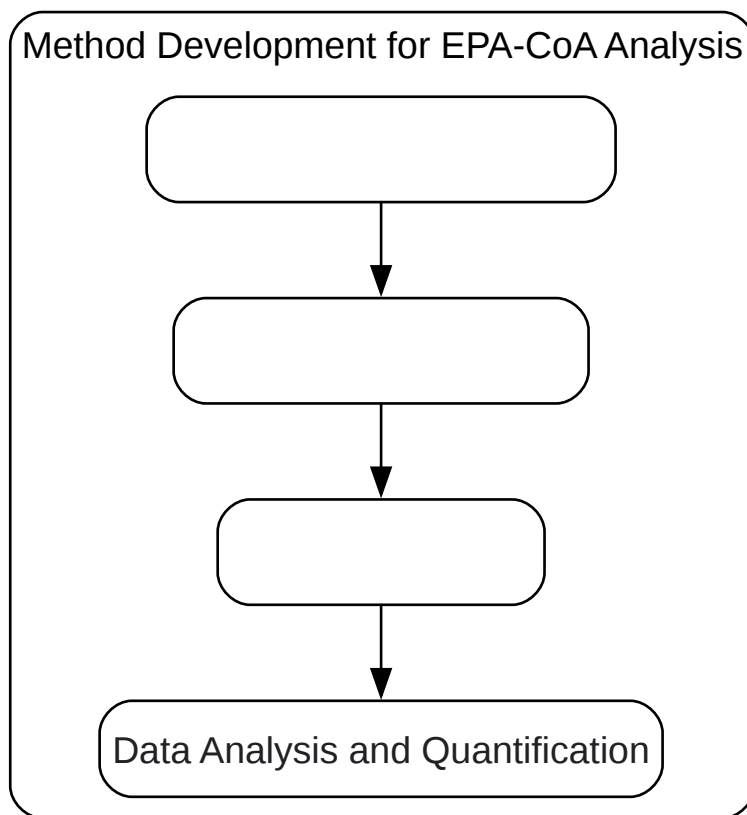 Method Development for EPA-CoA Analysis
Data Analysis and Quantification